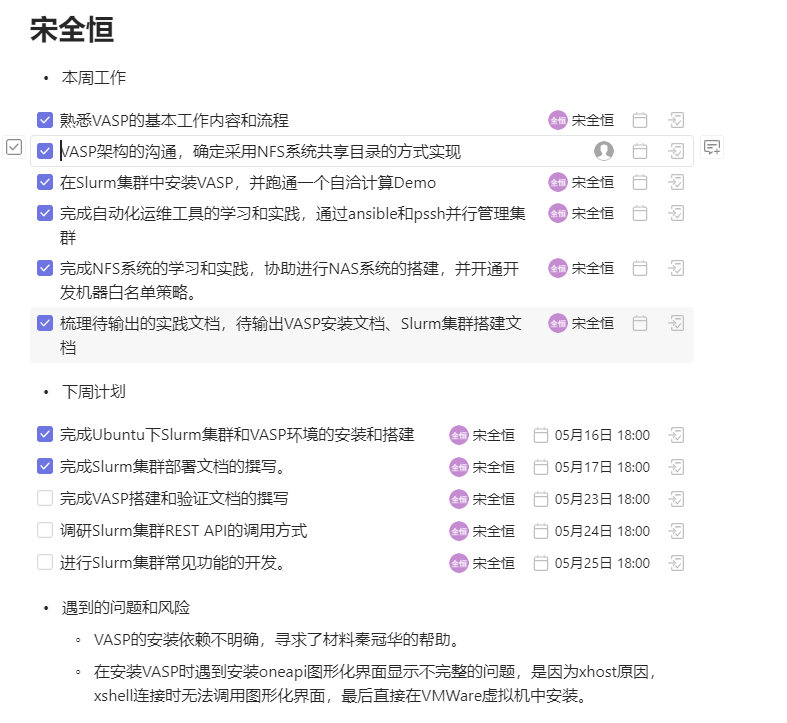 宋全恒
• 本周工作
熟悉VASP的基本工作内容和流程 全恒 宋全恒
VASP架构的沟通，确定采用NFS系统共享目录的方式实现
在Slurm集群中安装VASP，并跑通一个自洽计算Demo 全恒 宋全恒
完成自动化运维工具的学习和实践，通过ansible和pssh并行管理集 全恒 宋全恒
群
完成NFS系统的学习和实践，协助进行NAS系统的搭建，并开通开 全恒 宋全恒
发机器白名单策略。
梳理待输出的实践文档，待输出VASP安装文档、Slurm集群搭建文 全恒 宋全恒
档
• 下周计划
完成Ubuntu下Slurm集群和VASP环境的安装和搭建 全恒 宋全恒 05月16日 18:00
完成Slurm集群部署文档的撰写。 全恒 宋全恒 05月17日 18:00
完成VASP搭建和验证文档的撰写 全恒 宋全恒 05月23日 18:00
调研Slurm集群REST API的调用方式 全恒 宋全恒 05月24日 18:00
进行Slurm集群常见功能的开发。 全恒 宋全恒 05月25日 18:00
• 遇到的问题和风险
◦ VASP的安装依赖不明确，寻求了材料秦冠华的帮助。
◦ 在安装VASP时遇到安装oneapi图形化界面显示不完整的问题，是因为xhost原因，
xshell连接时无法调用图形化界面，最后直接在VMWare虚拟机中安装。